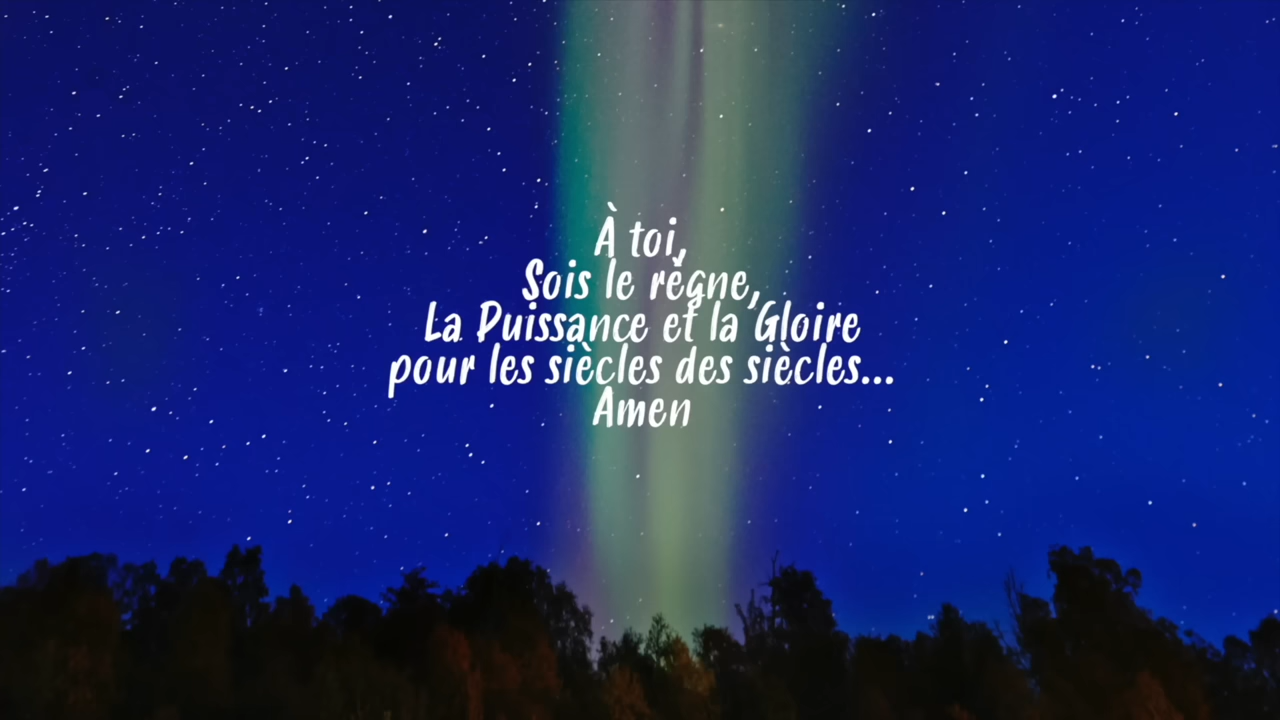 À toi,
Sois le règne,
La Puissance et la Gloire
pour les siècles des siècles...
Amen